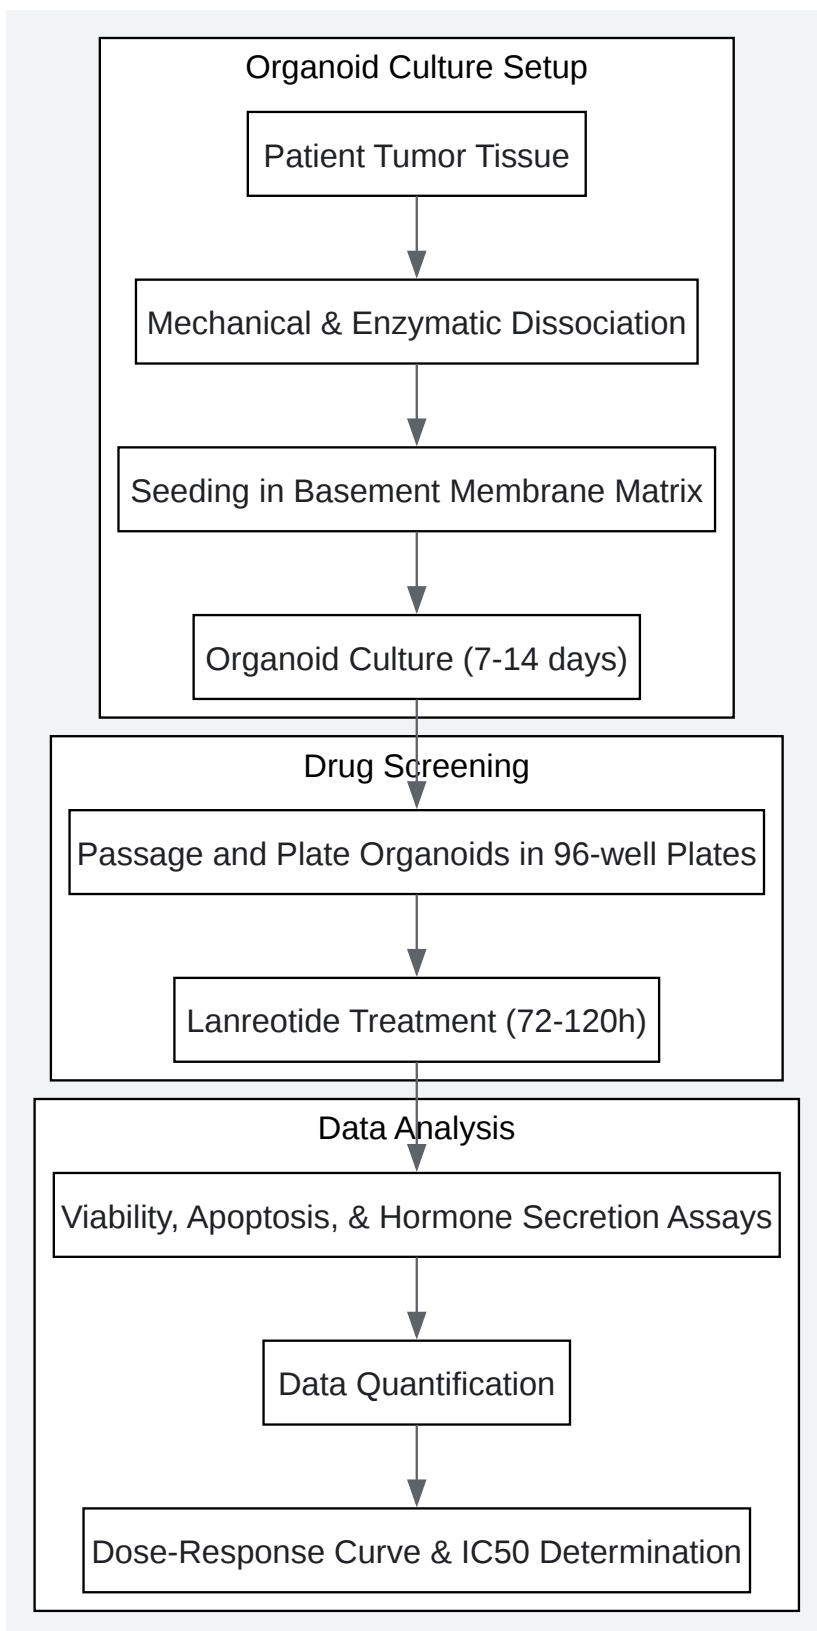 Organoid Culture Setup
Patient Tumor Tissue
Mechanical & Enzymatic Dissociation
Seeding in Basement Membrane Matrix
Organoid Culture (7-14 days)
Drug Screening
Passage and Plate Organoids in 96-well Plates
Lanreotide Treatment (72-120h)
Data Analysis
Viability, Apoptosis, & Hormone Secretion Assays
Data Quantification
Dose-Response Curve & IC50 Determination